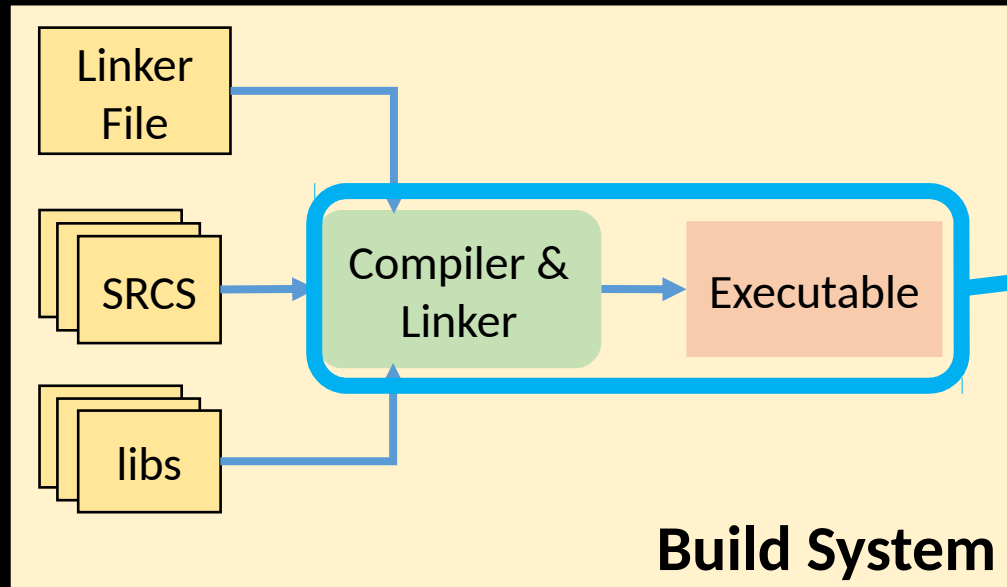 Linker
File
SRCS
Compiler &
Linker
Executable
libs
Build System